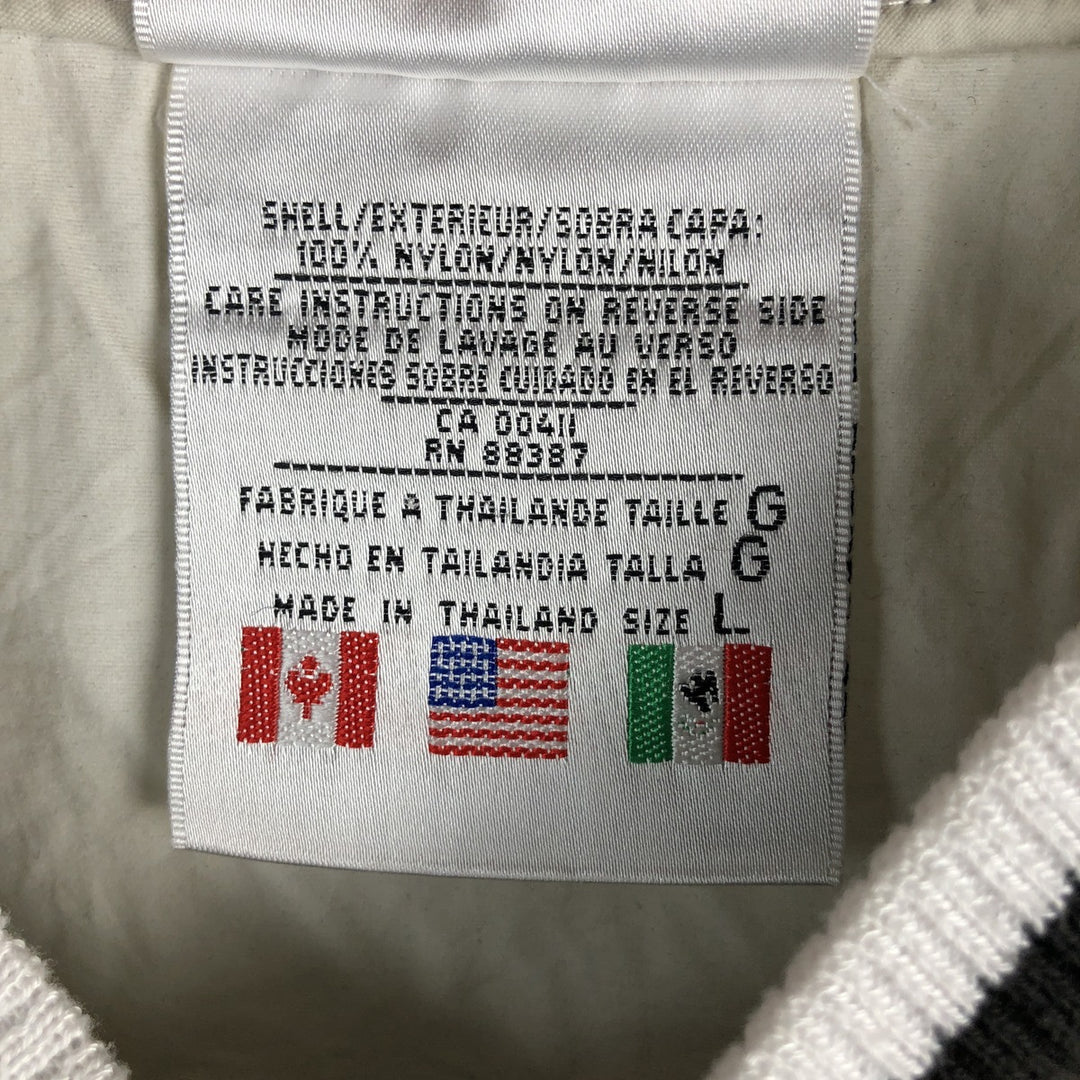 SHELL/EXTERIEUR/SOBRA CAPA:
100% NYLON/NYLON/NILON
CARE INSTRUCTIONS ON REVERSE SIDE
MODE DE LAVAGE AU VERSO
INSTRUCCIONES SOBRE CUIDADO EN EL REVERSO
CA 00411
RN 88387
FABRIQUE A THAILANDE TAILLE G
HECHO EN TAILANDIA TALLA G
MADE IN THAILAND SIZE L